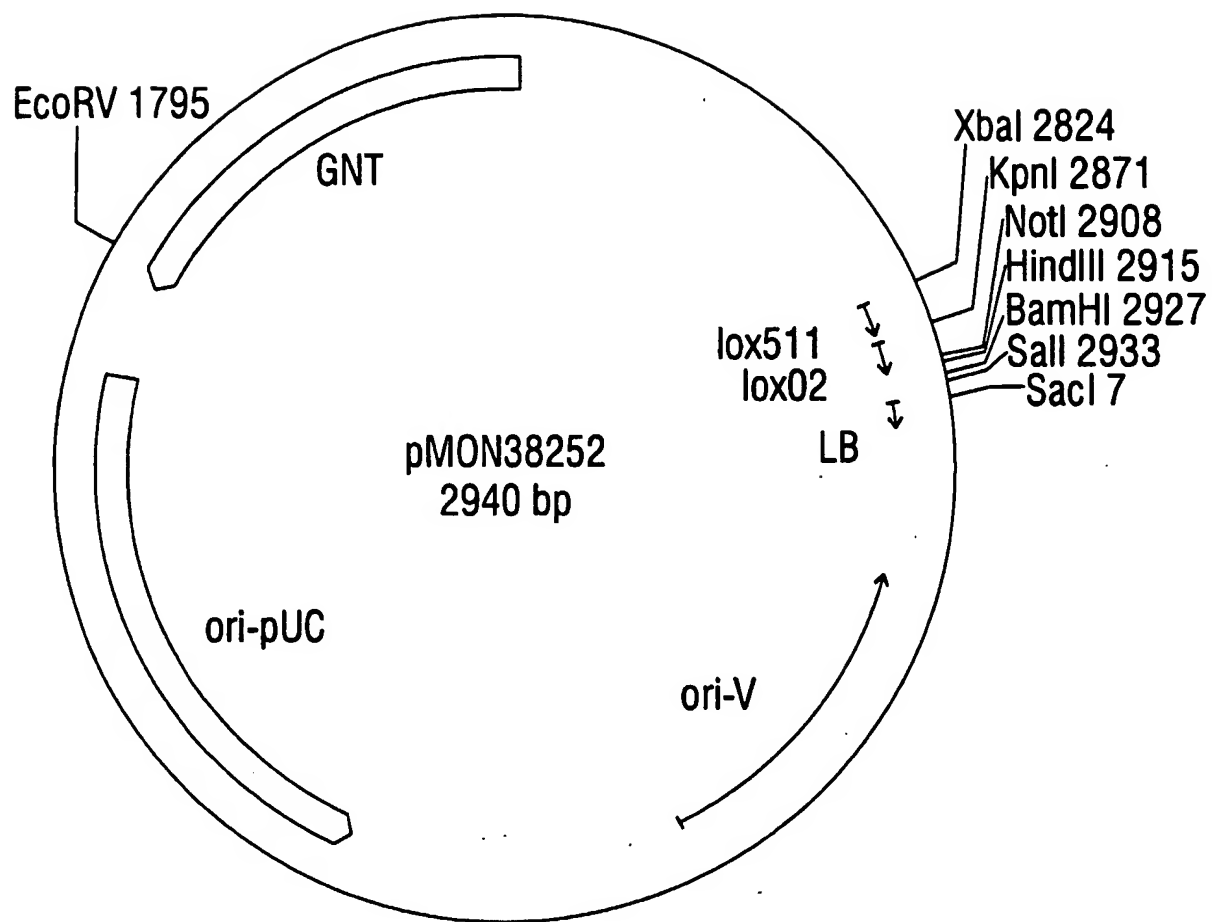 EcoRV 1795
GNT
XbaI 2824
KpnI 2871
NotI 2908
HindIII 2915
BamHI 2927
SalI 2933
SacI 7
lox511
lox02
LB
pMON38252
2940 bp
ori-pUC
ori-V